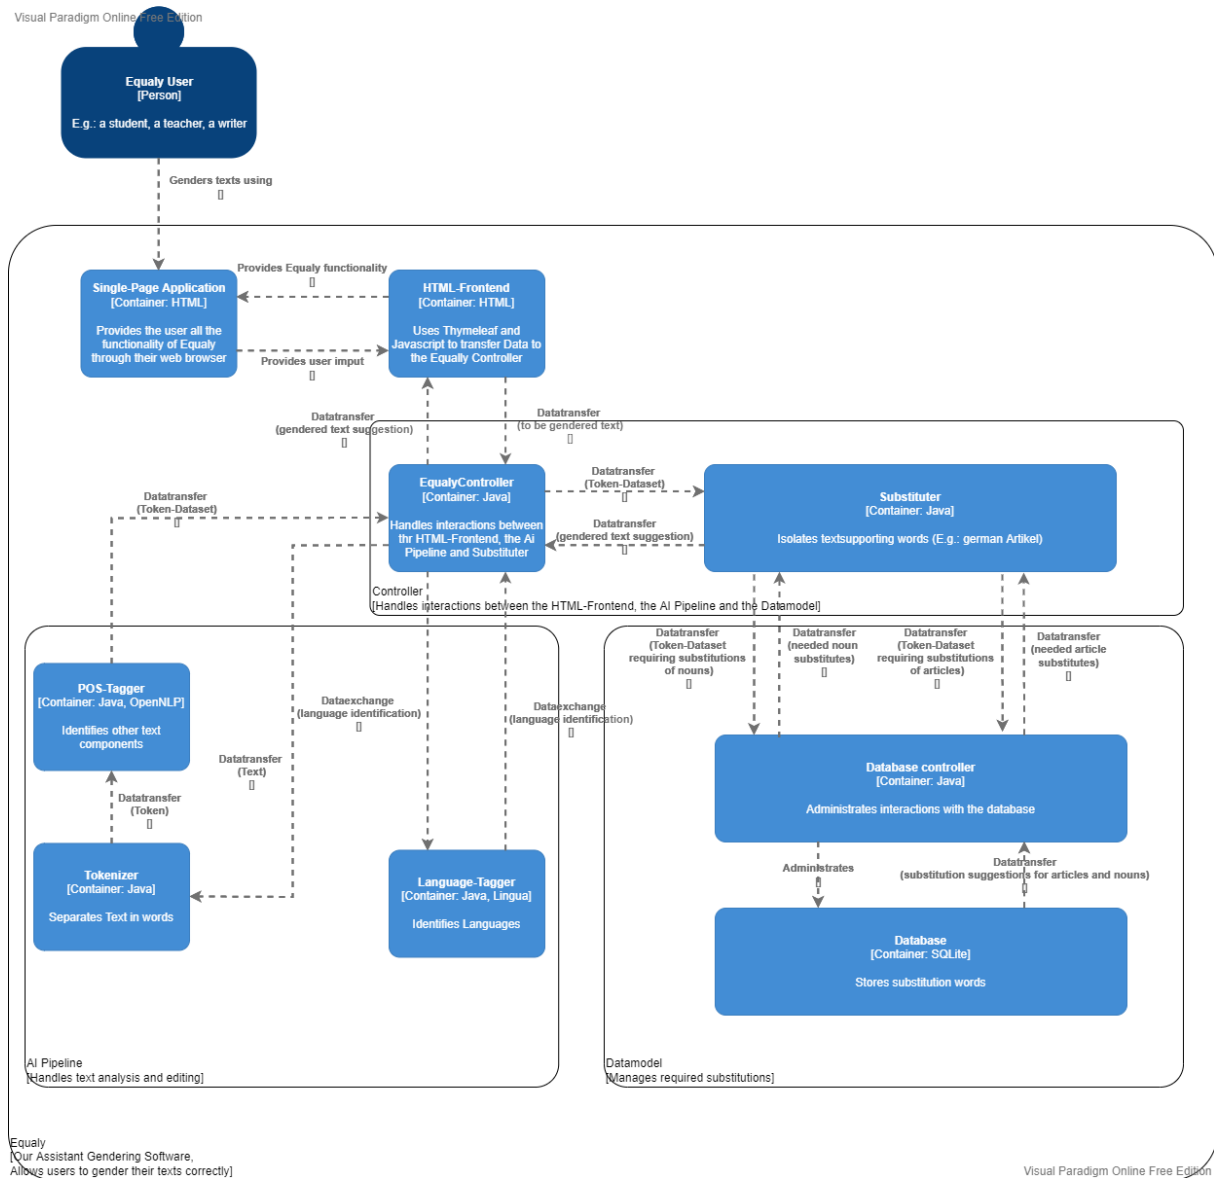 Visual Paradigm Online Free Edition
Equaly User
[Person]
E.g.: a student, a teacher, a writer
Genders texts using
[]
Single-Page Application
[Container: HTML]
Provides the user all the
functionality of Equaly
through their web browser
Provides Equaly functionality
[]
Provides user imput
[]
HTML-Frontend
[Container: HTML]
Uses Thymeleaf and
Javascript to transfer Data to
the Equally Controller
Datatransfer
(gendered text suggestion)
[]
Datatransfer
(to be gendered text)
[]
EqualyController
[Container: Java]
Handles interactions between
thr HTML-Frontend, the Ai
Pipeline and Substituter
Datatransfer
(Token-Dataset)
[]
Datatransfer
(gendered text suggestion)
[]
Substituter
[Container: Java]
Isolates textsupporting words (E.g.: german Artikel)
Controller
[Handles interactions between the HTML-Frontend, the AI Pipeline and the Datamodel]
Datatransfer
(Token-Dataset)
[]
POS-Tagger
[Container: Java, OpenNLP]
Identifies other text
components
Datatransfer
(Token)
[]
Tokenizer
[Container: Java]
Separates Text in words
Datatransfer
(Text)
[]
Dataexchange
(language identification)
[]
Dataexchange
(language identification)
[]
Language-Tagger
[Container: Java, Lingua]
Identifies Languages
AI Pipeline
[Handles text analysis and editing]
Datatransfer
(Token-Dataset
requiring substitutions
of nouns)
[]
Datatransfer
(needed noun
substitutes)
[]
Datatransfer
(Token-Dataset
requiring substitutions
of articles)
[]
Datatransfer
(needed article
substitutes)
[]
Database controller
[Container: Java]
Administrates interactions with the database
Administrates
[]
Datatransfer
(substitution suggestions for articles and nouns)
[]
Database
[Container: SQLite]
Stores substitution words
Datamodel
[Manages required substitutions]
Equaly
[Our Assistant Gendering Software,
Allows users to gender their texts correctly]
Visual Paradigm Online Free Edition